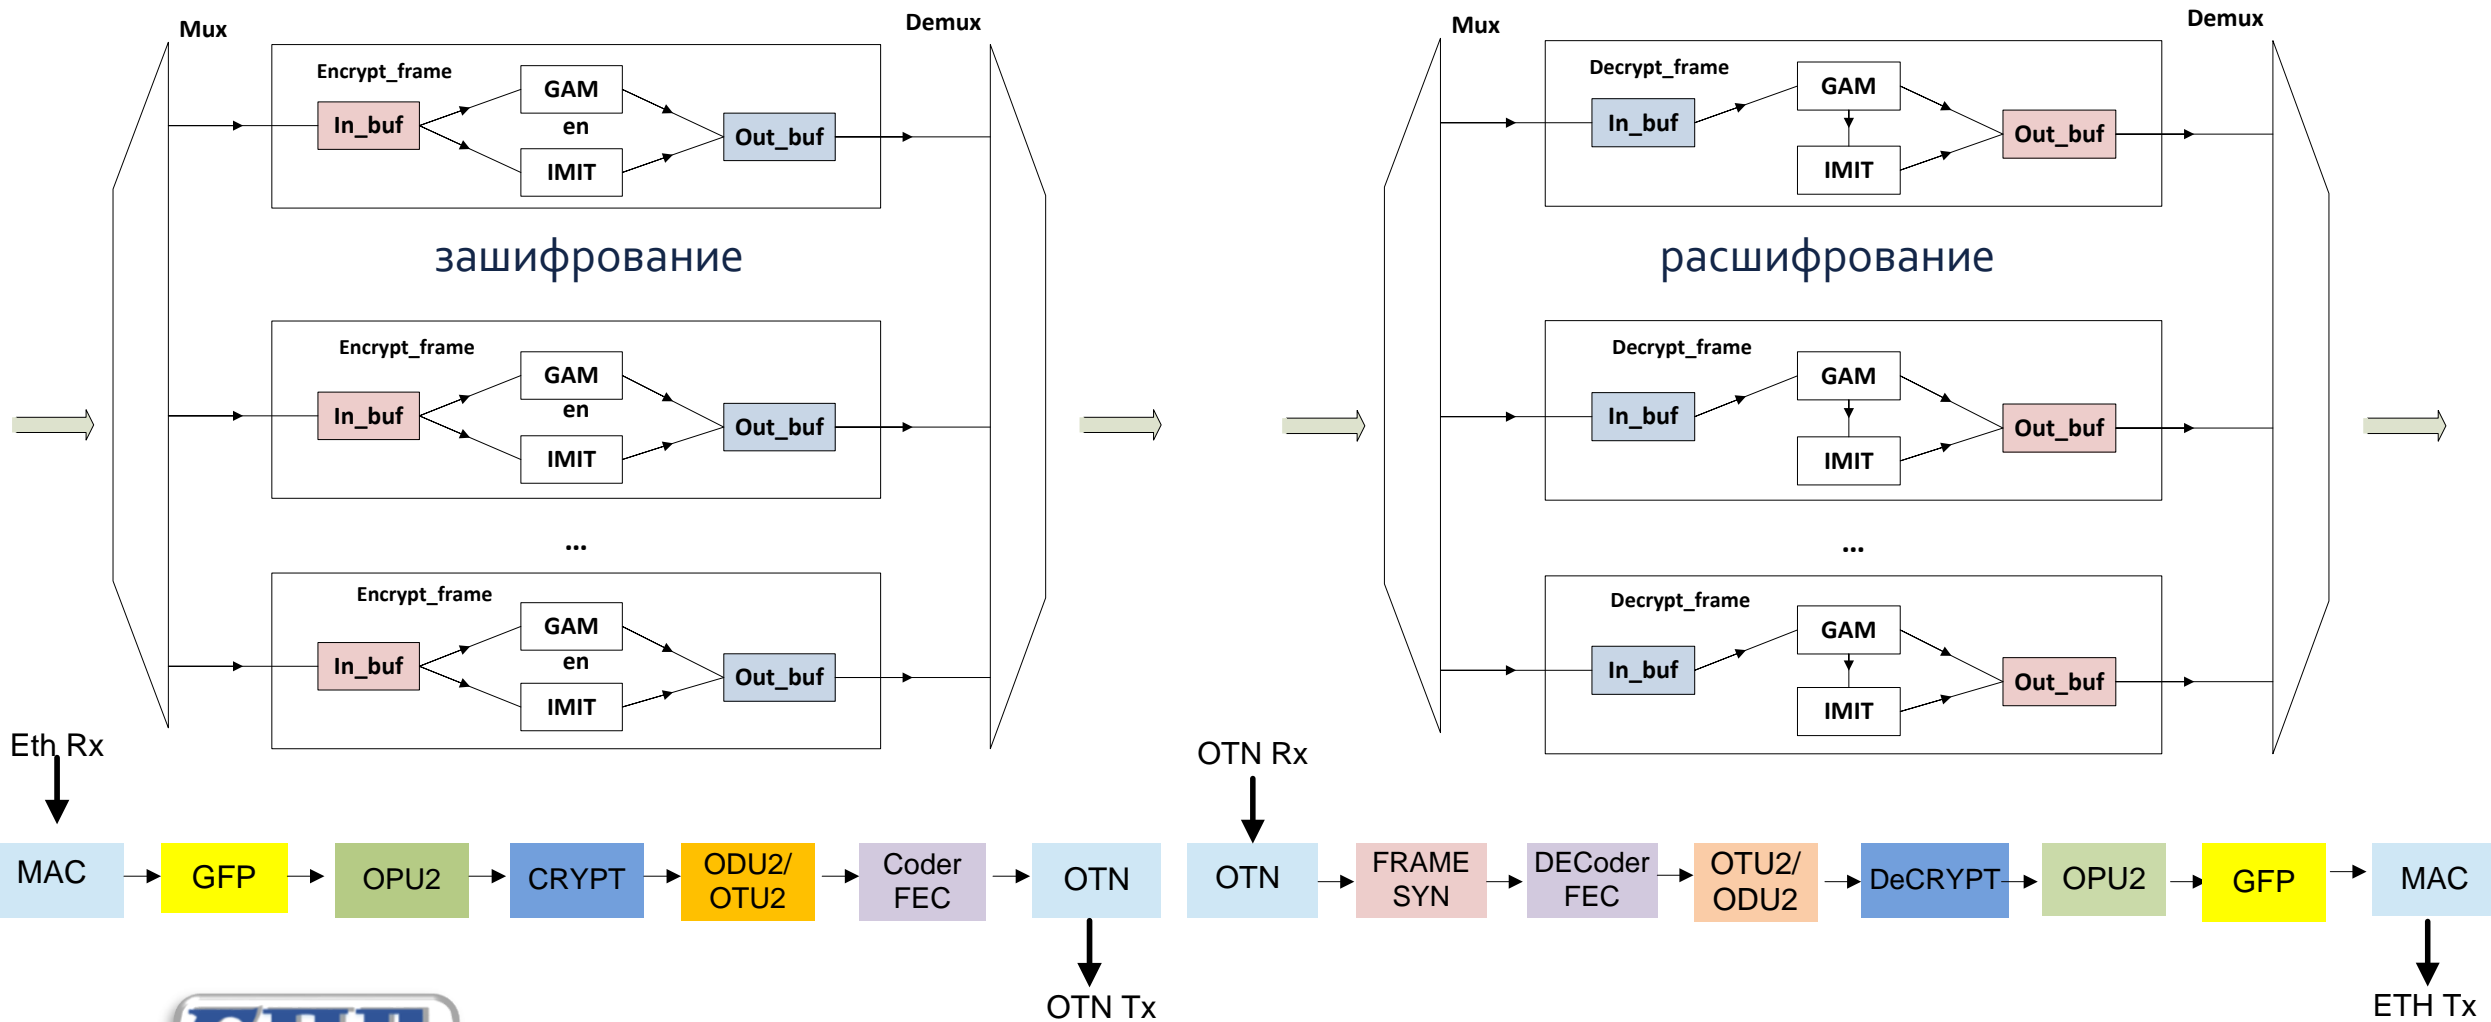 Mux
Demux
Encrypt_frame
GAM
In_buf
en
Out_buf
IMIT
зашифрование
Encrypt_frame
GAM
In_buf
en
Out_buf
IMIT
...
Encrypt_frame
GAM
In_buf
en
Out_buf
IMIT
Mux
Demux
Decrypt_frame
GAM
In_buf
Out_buf
IMIT
расшифрование
Decrypt_frame
GAM
In_buf
Out_buf
IMIT
...
Decrypt_frame
GAM
In_buf
Out_buf
IMIT
Eth Rx
MAC
GFP
OPU2
CRYPT
ODU2/
OTU2
Coder
FEC
OTN
OTN Tx
OTN Rx
OTN
FRAME
SYN
DECoder
FEC
OTU2/
ODU2
DeCRYPT
OPU2
GFP
MAC
ETH Tx